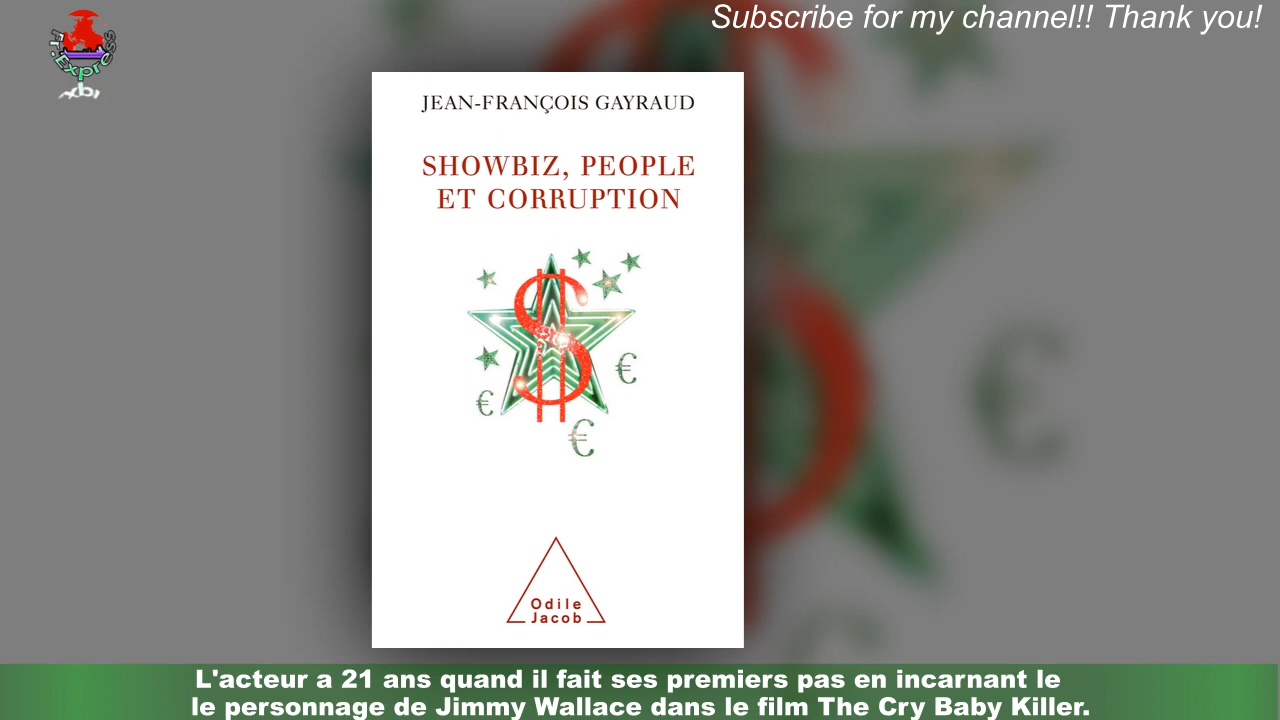 Subscribe for my channel!! Thank you!
Fr.Express
JEAN-FRANÇOIS GAYRAUD
SHOWBIZ, PEOPLE
ET CORRUPTION
$
€
€
€
Odile
Jacob
L'acteur a 21 ans quand il fait ses premiers pas en incarnant le
le personnage de Jimmy Wallace dans le film The Cry Baby Killer.